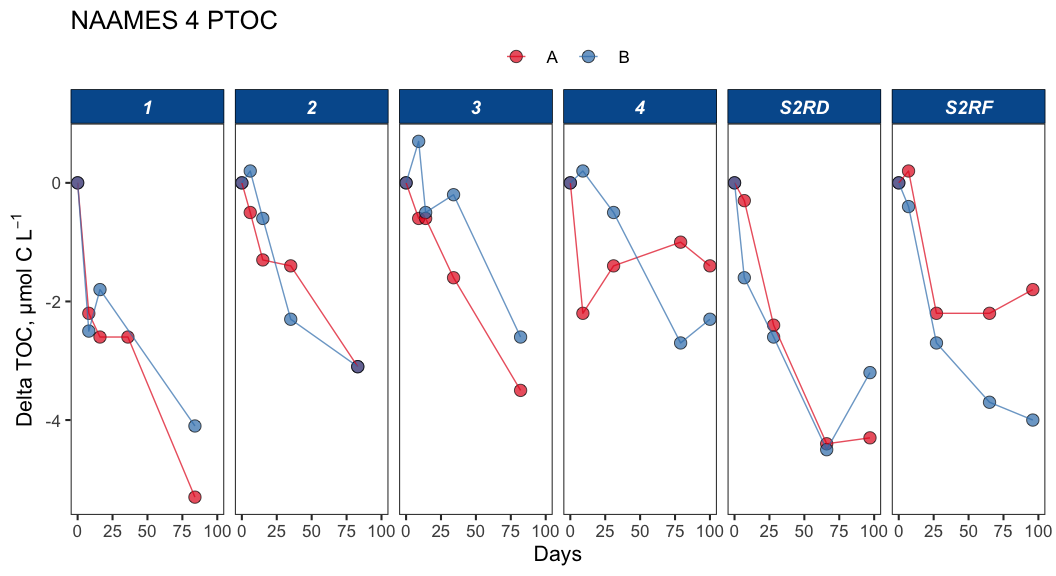 NAAMES 4 PTOC
A B
1 2 3 4 S2RD S2RF
Delta TOC, µmol C L⁻¹
0
-2
-4
0 25 50 75 100 0 25 50 75 100 0 25 50 75 100 0 25 50 75 100 0 25 50 75 100 0 25 50 75 100
Days